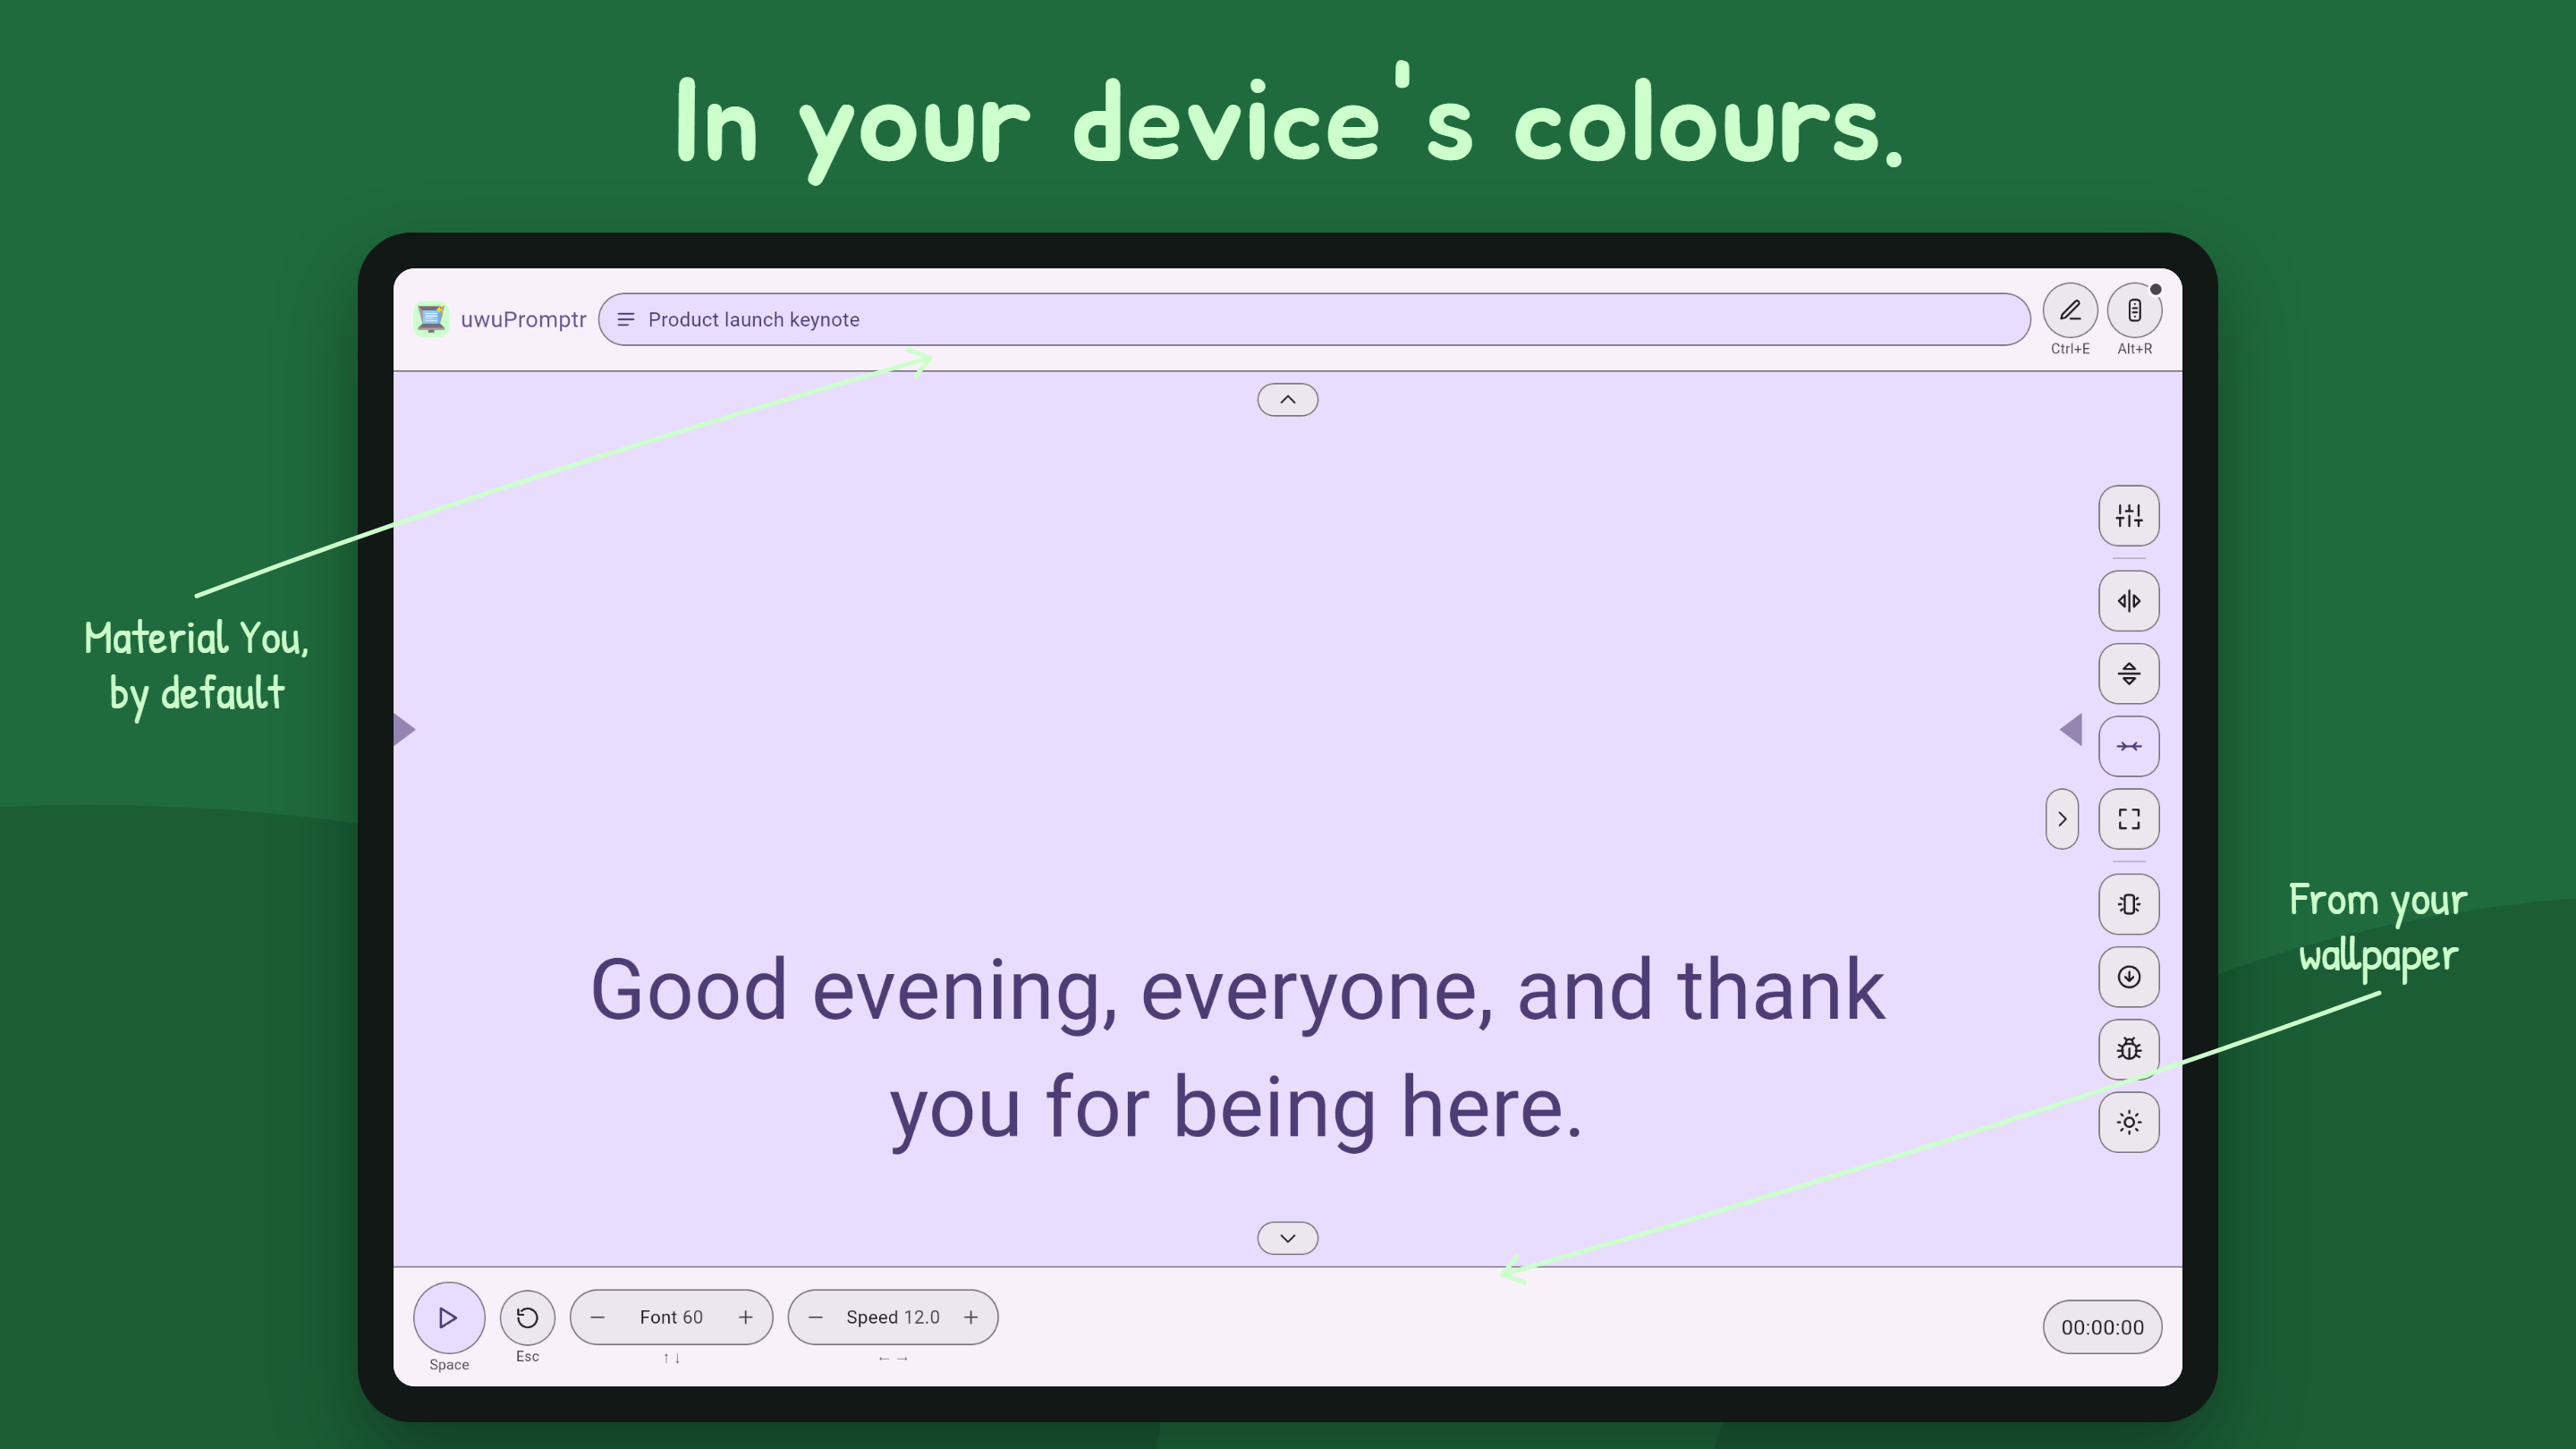 In your device's colours.
uwuPromptr
Product launch keynote
Ctrl+E
Alt+R
Material You,
by default
From your
wallpaper
Good evening, everyone, and thank
you for being here.
Space
Esc
− Font 60 +
↑ ↓
− Speed 12.0 +
← →
00:00:00